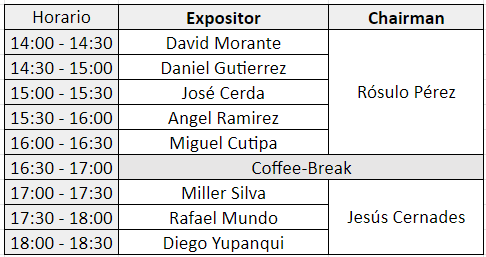 Horario Expositor Chairman
14:00 - 14:30 David Morante
14:30 - 15:00 Daniel Gutierrez
15:00 - 15:30 José Cerda Rósulo Pérez
15:30 - 16:00 Angel Ramirez
16:00 - 16:30 Miguel Cutipa
16:30 - 17:00 Coffee-Break
17:00 - 17:30 Miller Silva
17:30 - 18:00 Rafael Mundo Jesús Cernades
18:00 - 18:30 Diego Yupanqui